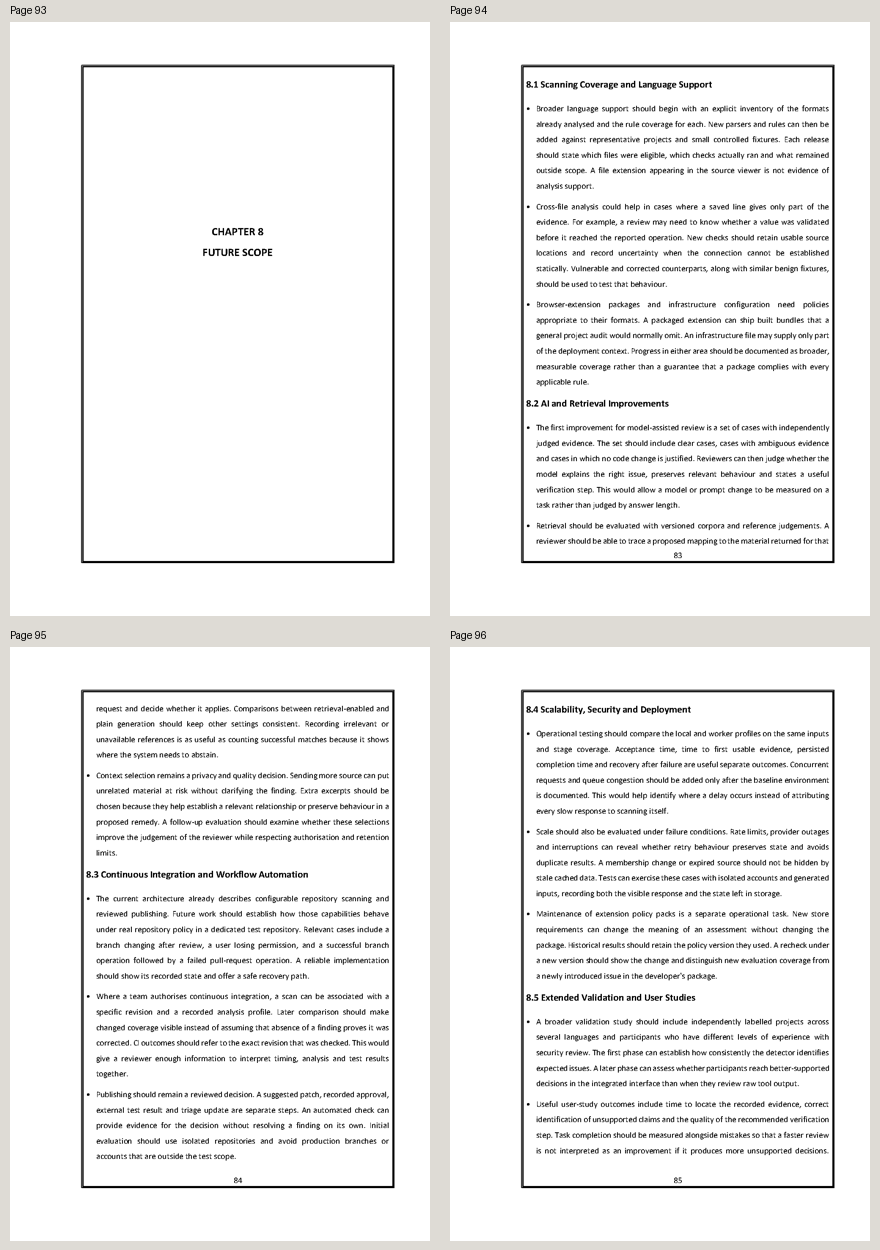 Page 93
CHAPTER 8
FUTURE SCOPE
Page 94
8.1 Scanning Coverage and Language Support
• Broader language support should begin with an explicit inventory of the formats
already analysed and the rule coverage for each. New parsers and rules can then be
added against representative projects and small controlled fixtures. Each release
should state which files were eligible, which checks actually ran and what remained
outside scope. A file extension appearing in the source viewer is not evidence of
analysis support.
• Cross-file analysis could help in cases where a saved line gives only part of the
evidence. For example, a review may need to know whether a value was validated
before it reached the reported operation. New checks should retain usable source
locations and record uncertainty when the connection cannot be established
statically. Vulnerable and corrected counterparts, along with similar benign fixtures,
should be used to test that behaviour.
• Browser-extension packages and infrastructure configuration need policies
appropriate to their formats. A packaged extension can ship built bundles that a
general project audit would normally omit. An infrastructure file may supply only part
of the deployment context. Progress in either area should be documented as broader,
measurable coverage rather than a guarantee that a package complies with every
applicable rule.
8.2 AI and Retrieval Improvements
• The first improvement for model-assisted review is a set of cases with independently
judged evidence. The set should include clear cases, cases with ambiguous evidence
and cases in which no code change is justified. Reviewers can then judge whether the
model explains the right issue, preserves relevant behaviour and states a useful
verification step. This would allow a model or prompt change to be measured on a
task rather than judged by answer length.
• Retrieval should be evaluated with versioned corpora and reference judgements. A
reviewer should be able to trace a proposed mapping to the material returned for that
83
Page 95
request and decide whether it applies. Comparisons between retrieval-enabled and
plain generation should keep other settings consistent. Recording irrelevant or
unavailable references is as useful as counting successful matches because it shows
where the system needs to abstain.
• Context selection remains a privacy and quality decision. Sending more source can put
unrelated material at risk without clarifying the finding. Extra excerpts should be
chosen because they help establish a relevant relationship or preserve behaviour in a
proposed remedy. A follow-up evaluation should examine whether these selections
improve the judgement of the reviewer while respecting authorisation and retention
limits.
8.3 Continuous Integration and Workflow Automation
• The current architecture already describes configurable repository scanning and
reviewed publishing. Future work should establish how those capabilities behave
under real repository policy in a dedicated test repository. Relevant cases include a
branch changing after review, a user losing permission, and a successful branch
operation followed by a failed pull-request operation. A reliable implementation
should show its recorded state and offer a safe recovery path.
• Where a team authorises continuous integration, a scan can be associated with a
specific revision and a recorded analysis profile. Later comparison should make
changed coverage visible instead of assuming that absence of a finding proves it was
corrected. CI outcomes should refer to the exact revision that was checked. This would
give a reviewer enough information to interpret timing, analysis and test results
together.
• Publishing should remain a reviewed decision. A suggested patch, recorded approval,
external test result and triage update are separate steps. An automated check can
provide evidence for the decision without resolving a finding on its own. Initial
evaluation should use isolated repositories and avoid production branches or
accounts that are outside the test scope.
84
Page 96
8.4 Scalability, Security and Deployment
• Operational testing should compare the local and worker profiles on the same inputs
and stage coverage. Acceptance time, time to first usable evidence, persisted
completion time and recovery after failure are useful separate outcomes. Concurrent
requests and queue congestion should be added only after the baseline environment
is documented. This would help identify where a delay occurs instead of attributing
every slow response to scanning itself.
• Scale should also be evaluated under failure conditions. Rate limits, provider outages
and interruptions can reveal whether retry behaviour preserves state and avoids
duplicate results. A membership change or expired source should not be hidden by
stale cached data. Tests can exercise these cases with isolated accounts and generated
inputs, recording both the visible response and the state left in storage.
• Maintenance of extension policy packs is a separate operational task. New store
requirements can change the meaning of an assessment without changing the
package. Historical results should retain the policy version they used. A recheck under
a new version should show the change and distinguish new evaluation coverage from
a newly introduced issue in the developer's package.
8.5 Extended Validation and User Studies
• A broader validation study should include independently labelled projects across
several languages and participants who have different levels of experience with
security review. The first phase can establish how consistently the detector identifies
expected issues. A later phase can assess whether participants reach better-supported
decisions in the integrated interface than when they review raw tool output.
• Useful user-study outcomes include time to locate the recorded evidence, correct
identification of unsupported claims and the quality of the recommended verification
step. Task completion should be measured alongside mistakes so that a faster review
is not interpreted as an improvement if it produces more unsupported decisions.
85